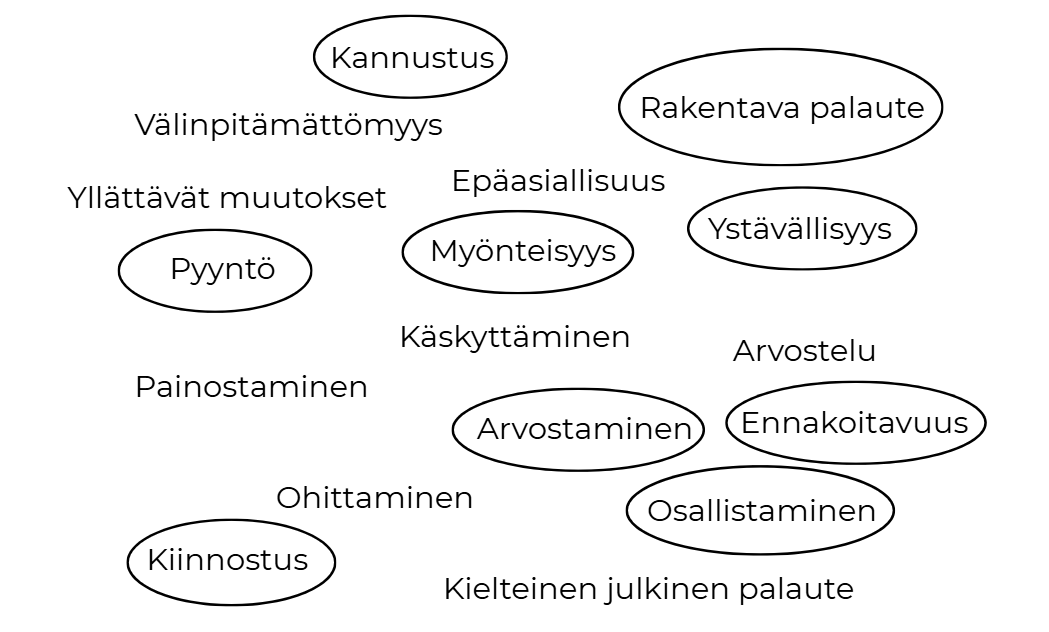 Kannustus
Rakentava palaute
Välinpitämättömyys
Epäasiallisuus
Yllättävät muutokset
Ystävällisyys
Myönteisyys
Pyyntö
Käskyttäminen
Arvostelu
Painostaminen
Arvostaminen
Ennakoitavuus
Ohittaminen
Osallistaminen
Kiinnostus
Kielteinen julkinen palaute